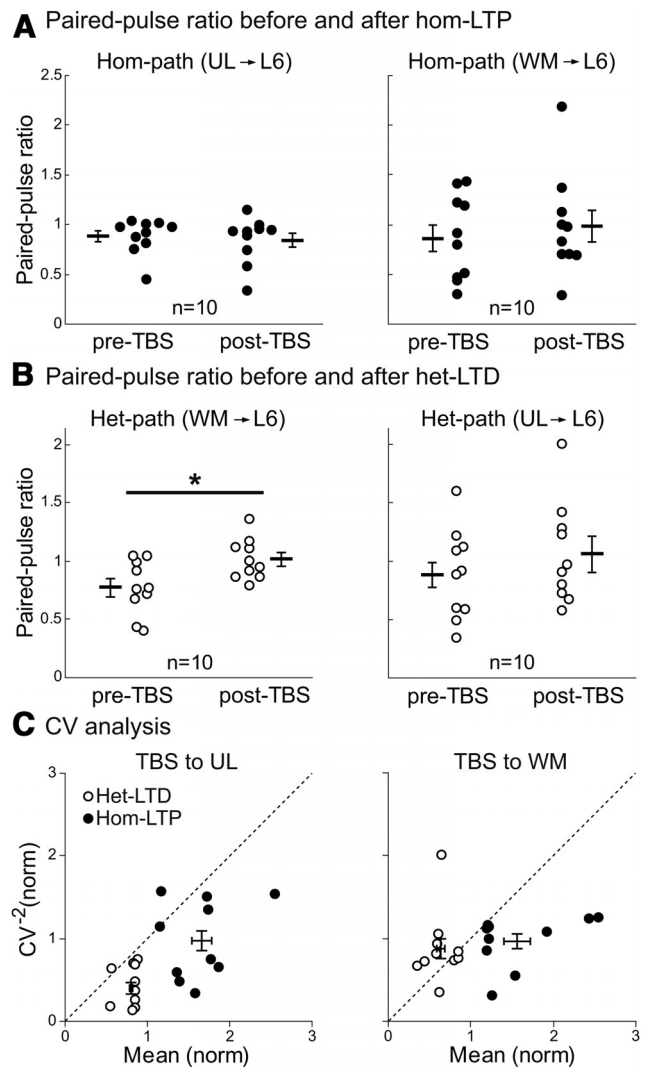 A Paired-pulse ratio before and after hom-LTP
Hom-path (UL → L6) Hom-path (WM → L6)
Paired-pulse ratio
2.5
2
1.5
1
0.5
0
n=10 n=10
pre-TBS post-TBS pre-TBS post-TBS
B Paired-pulse ratio before and after het-LTD
Het-path (WM → L6) Het-path (UL → L6)
Paired-pulse ratio
2
1.5
1
0.5
0
*
n=10 n=10
pre-TBS post-TBS pre-TBS post-TBS
C CV analysis
TBS to UL TBS to WM
Het-LTD
Hom-LTP
CV⁻²(norm)
3
2
1
0
0 1 2 3 0 1 2 3
Mean (norm) Mean (norm)